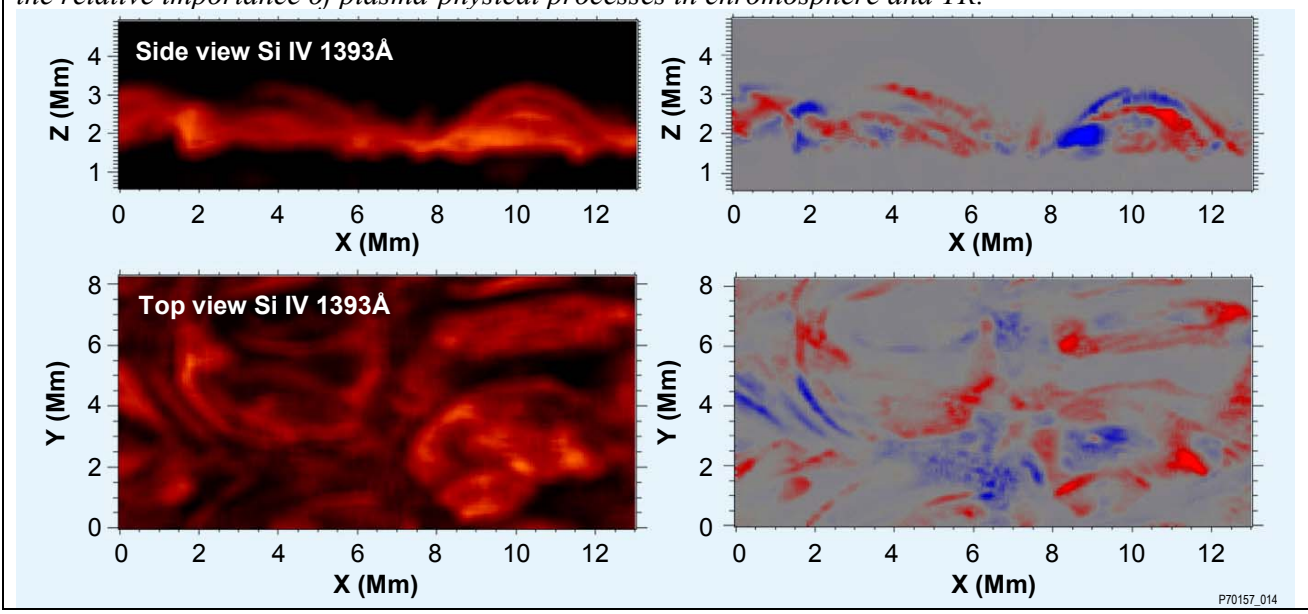 the relative importance of plasma-physical processes in chromosphere and TR.
Side view Si IV 1393Å
Z (Mm)
4
3
2
1
0 2 4 6 8 10 12
X (Mm)
Z (Mm)
4
3
2
1
0 2 4 6 8 10 12
X (Mm)
Top view Si IV 1393Å
Y (Mm)
8
6
4
2
0
0 2 4 6 8 10 12
X (Mm)
Y (Mm)
8
6
4
2
0
0 2 4 6 8 10 12
X (Mm)
P70157_014